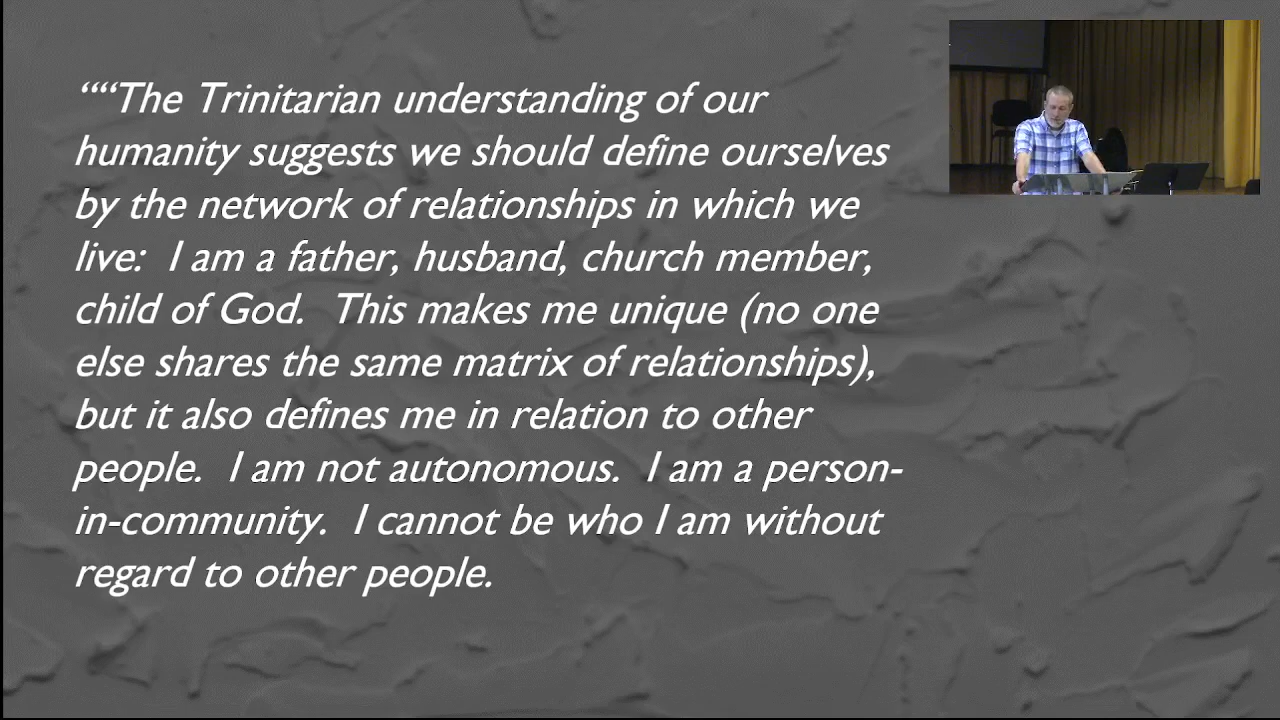 ““The Trinitarian understanding of our
humanity suggests we should define ourselves
by the network of relationships in which we
live:  I am a father, husband, church member,
child of God.  This makes me unique (no one
else shares the same matrix of relationships),
but it also defines me in relation to other
people.  I am not autonomous.  I am a person-
in-community.  I cannot be who I am without
regard to other people.